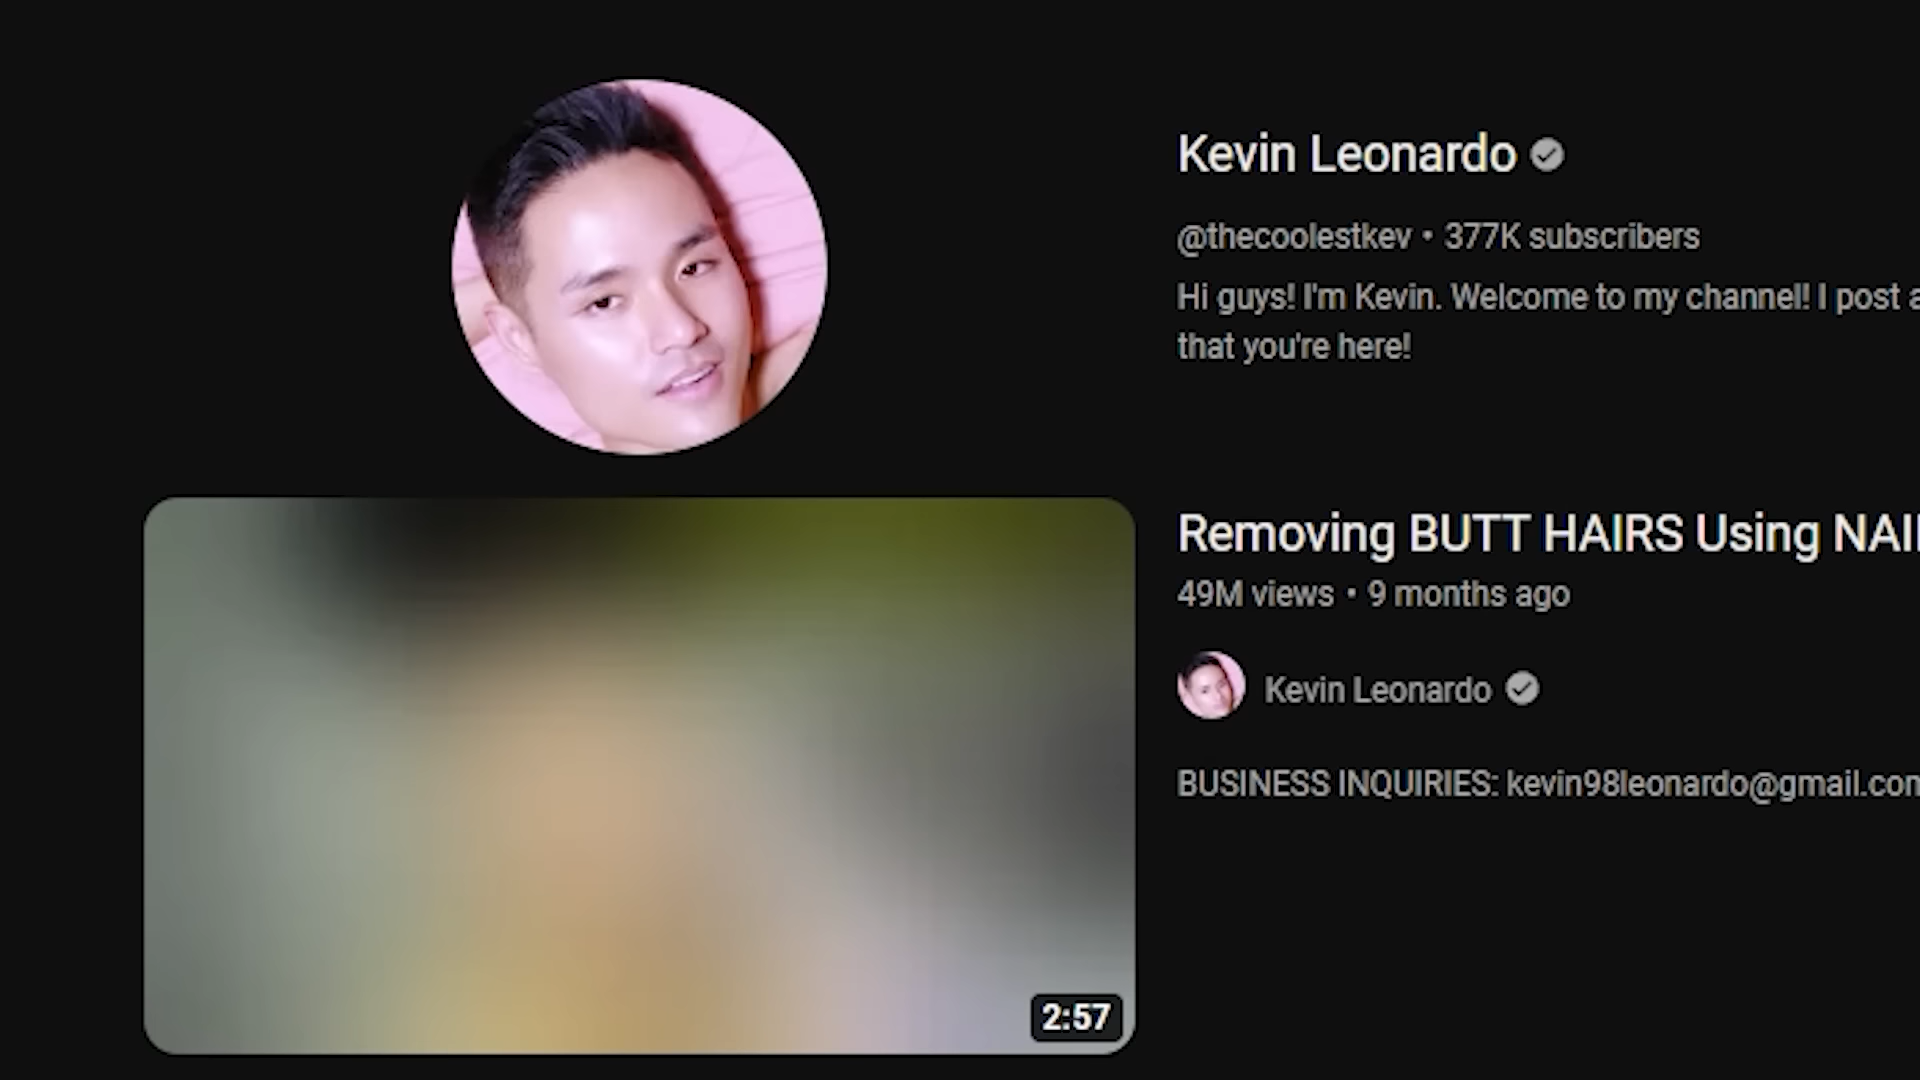 Kevin Leonardo
@thecoolestkev • 377K subscribers
Hi guys! I'm Kevin. Welcome to my channel! I post
that you're here!
Removing BUTT HAIRS Using
49M views • 9 months ago
Kevin Leonardo
BUSINESS INQUIRIES: kevin98leonardo@gmail.com
2:57